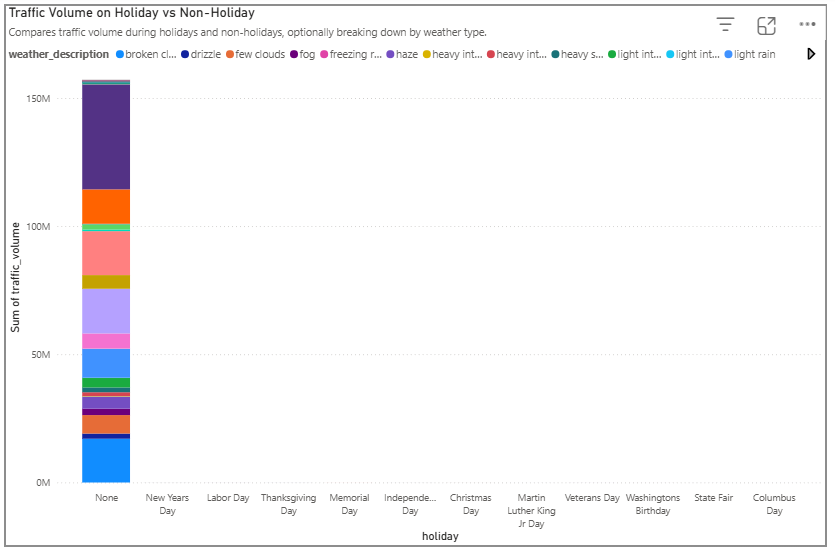 Traffic Volume on Holiday vs Non-Holiday
Compares traffic volume during holidays and non-holidays, optionally breaking down by weather type.
weather_description broken cl... drizzle few clouds fog freezing r... haze heavy int... heavy int... heavy s... light int... light int... light rain
150M
100M
50M
0M
Sum of traffic_volume
None New Years Labor Day Thanksgiving Memorial Independe... Christmas Martin Veterans Day Washingtons State Fair Columbus
Day Day Day Day Day Luther King Birthday Day
Jr Day
holiday